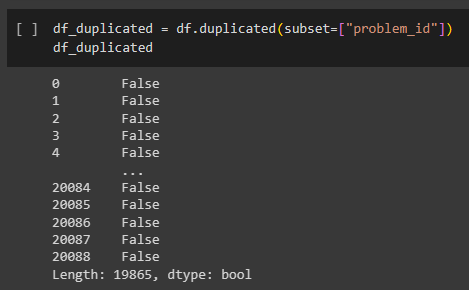 [ ] df_duplicated = df.duplicated(subset=["problem_id"])
df_duplicated
0 False
1 False
2 False
3 False
4 False
...
20084 False
20085 False
20086 False
20087 False
20088 False
Length: 19865, dtype: bool